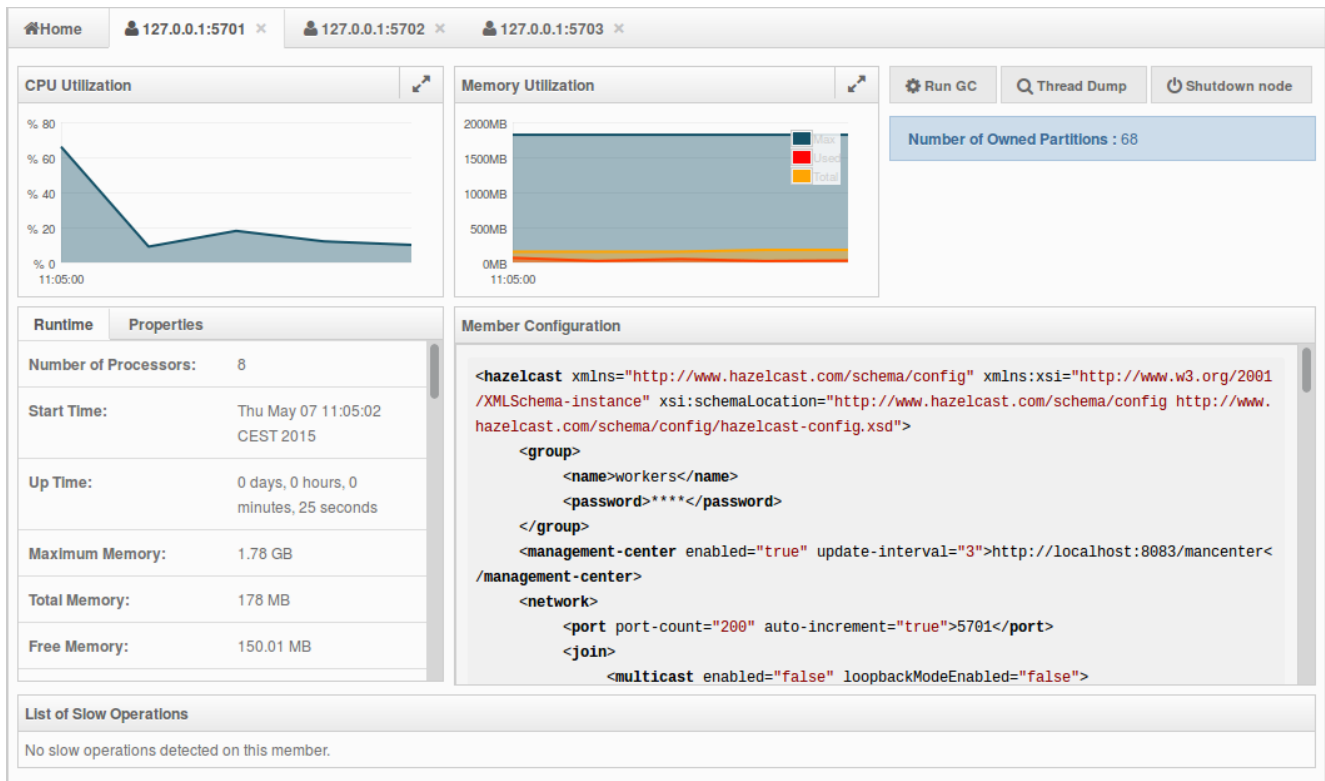 Home
127.0.0.1:5701 ×
127.0.0.1:5702 ×
127.0.0.1:5703 ×
CPU Utilization
% 80
% 60
% 40
% 20
% 0
11:05:00
Memory Utilization
2000MB
1500MB
1000MB
500MB
0MB
11:05:00
Max
Used
Total
Run GC
Thread Dump
Shutdown node
Number of Owned Partitions : 68
Runtime
Properties
Number of Processors: 8
Start Time: Thu May 07 11:05:02
CEST 2015
Up Time: 0 days, 0 hours, 0
minutes, 25 seconds
Maximum Memory: 1.78 GB
Total Memory: 178 MB
Free Memory: 150.01 MB
Member Configuration
<hazelcast xmlns="http://www.hazelcast.com/schema/config" xmlns:xsi="http://www.w3.org/2001
/XMLSchema-instance" xsi:schemaLocation="http://www.hazelcast.com/schema/config http://www.
hazelcast.com/schema/config/hazelcast-config.xsd">
<group>
<name>workers</name>
<password>****</password>
</group>
<management-center enabled="true" update-interval="3">http://localhost:8083/mancenter<
/management-center>
<network>
<port port-count="200" auto-increment="true">5701</port>
<join>
<multicast enabled="false" loopbackModeEnabled="false">
List of Slow Operations
No slow operations detected on this member.